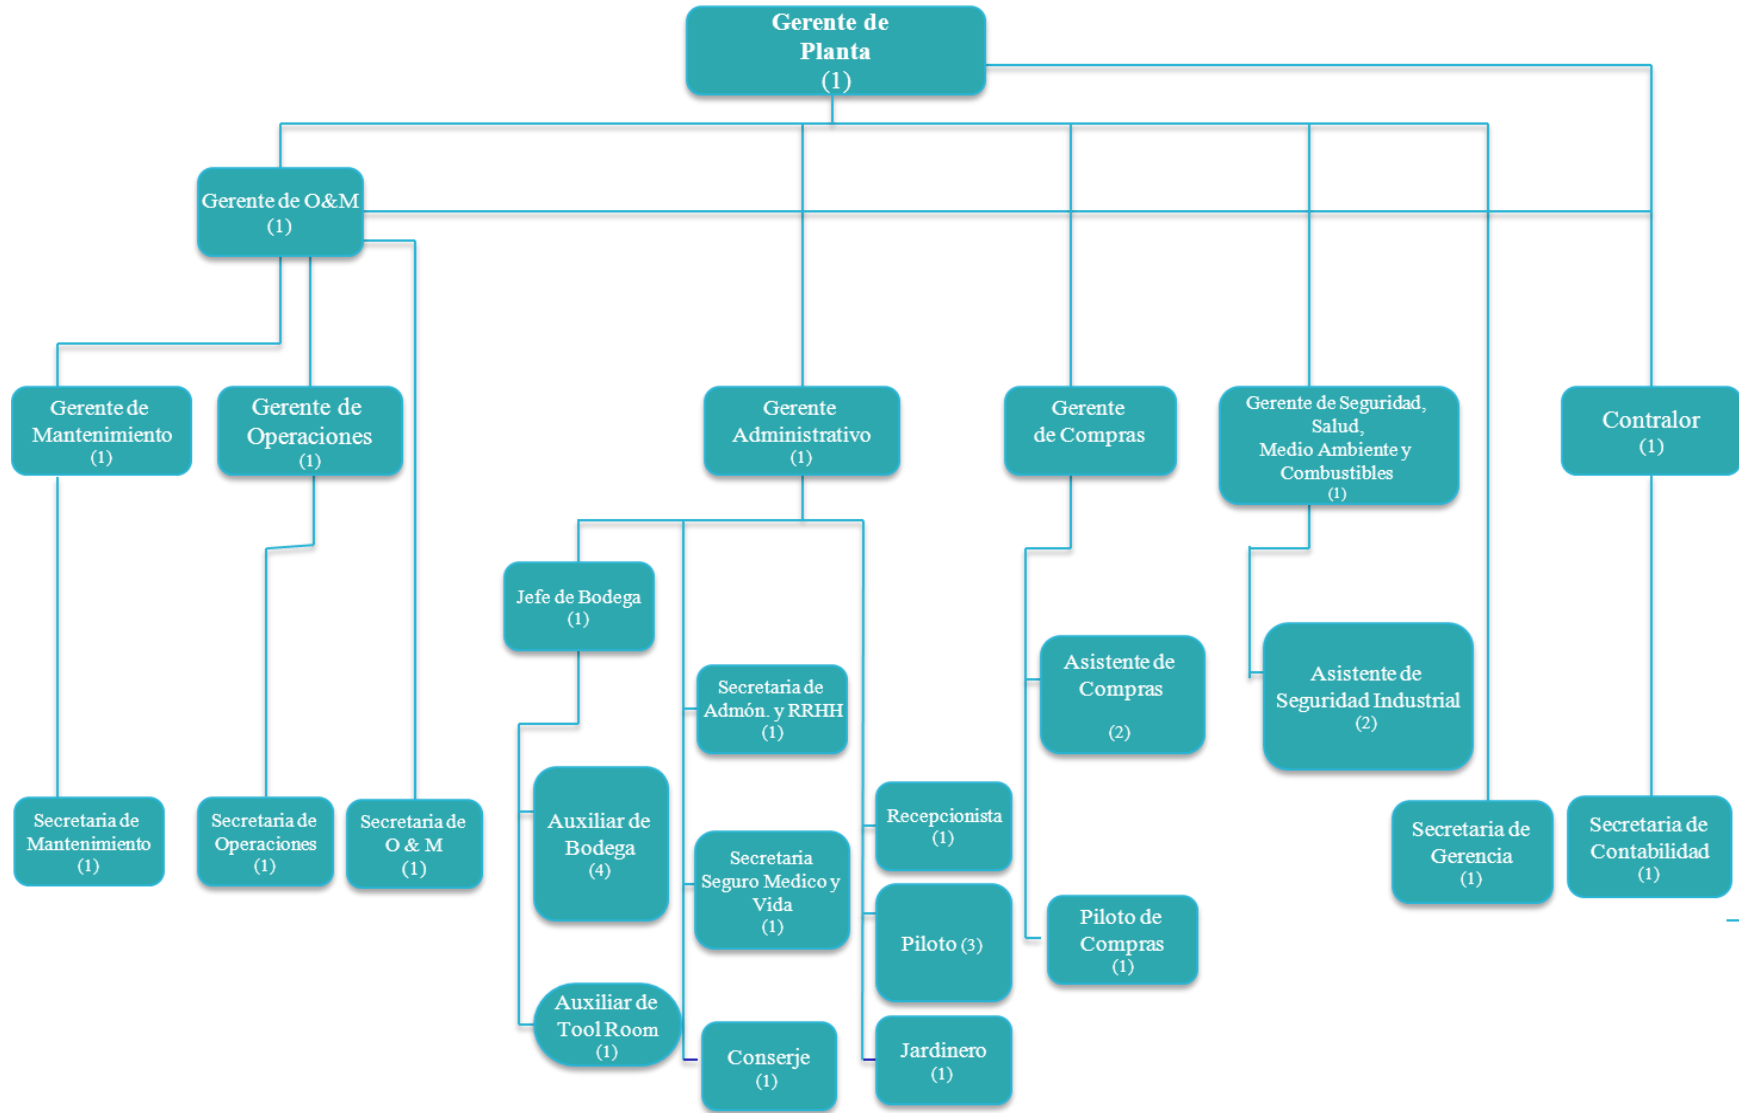 Gerente de
Planta
(1)
Gerente de O&M
(1)
Gerente de
Mantenimiento
(1)
Gerente de
Operaciones
(1)
Gerente
Administrativo
(1)
Gerente
de Compras
Gerente de Seguridad,
Salud,
Medio Ambiente y
Combustibles
(1)
Contralor
(1)
Jefe de Bodega
(1)
Secretaria de
Admón. y RRHH
(1)
Asistente de
Compras
(2)
Asistente de
Seguridad Industrial
(2)
Secretaria de
Mantenimiento
(1)
Secretaria de
Operaciones
(1)
Secretaria de
O & M
(1)
Auxiliar de
Bodega
(4)
Secretaria
Seguro Medico y
Vida
(1)
Recepcionista
(1)
Secretaria de
Gerencia
(1)
Secretaria de
Contabilidad
(1)
Piloto (3)
Piloto de
Compras
(1)
Auxiliar de
Tool Room
(1)
Conserje
(1)
Jardinero
(1)